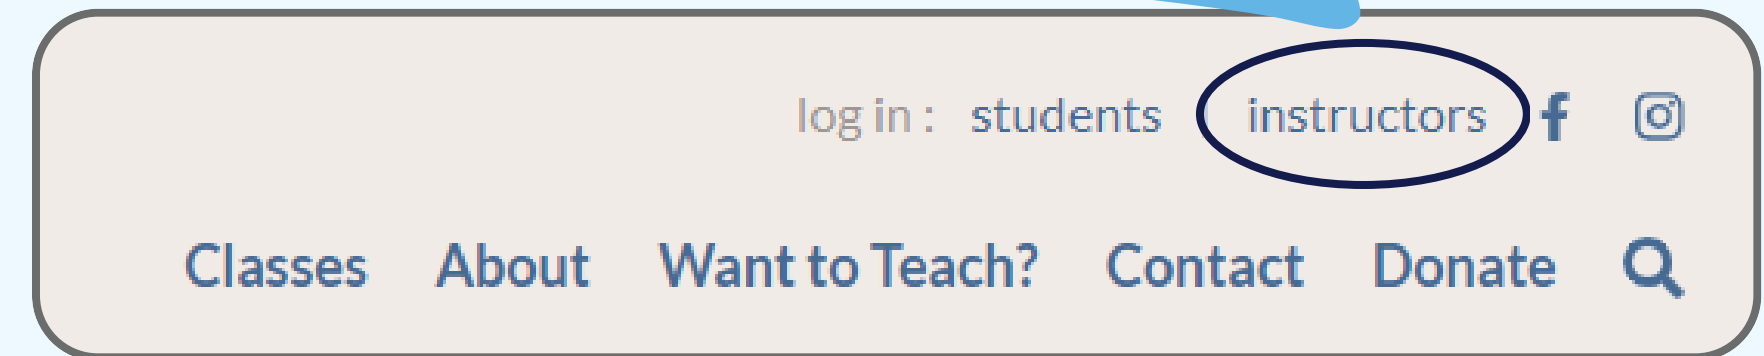 log in : students instructors
Classes About Want to Teach? Contact Donate